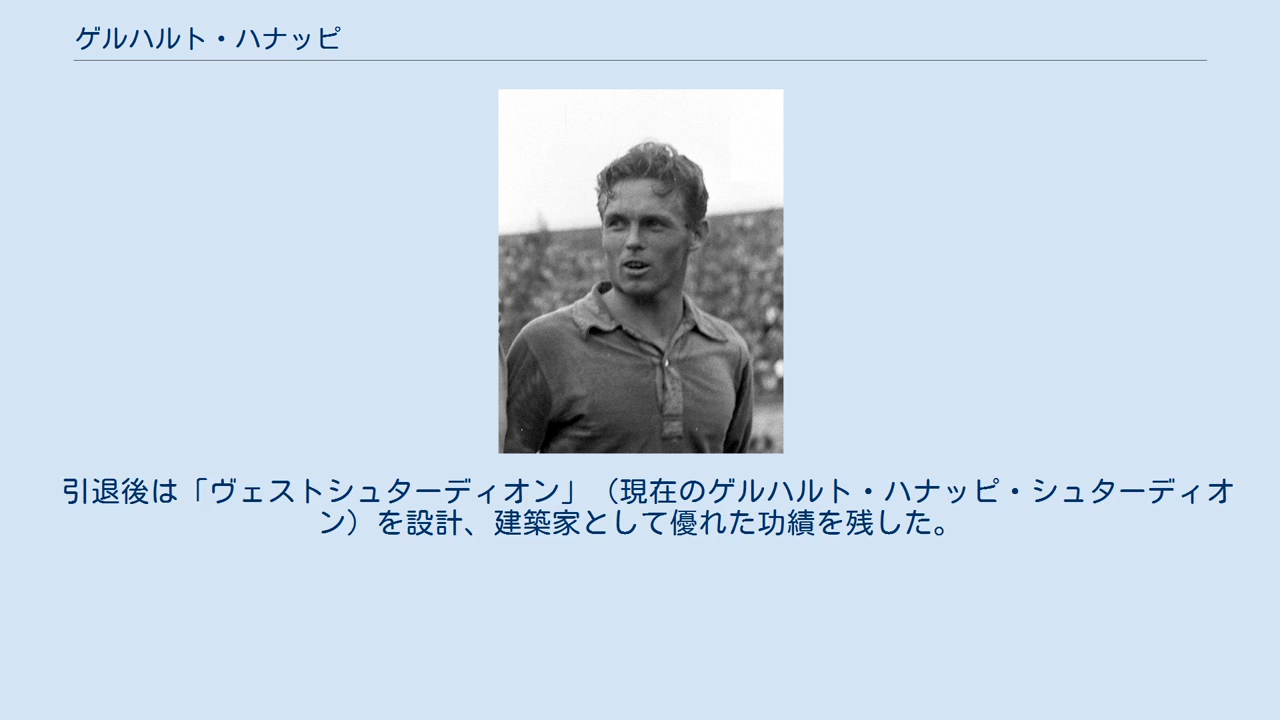 ゲルハルト・ハナッピ
引退後は「ヴェストシュターディオン」（現在のゲルハルト・ハナッピ・シュターディオ
ン）を設計、建築家として優れた功績を残した。